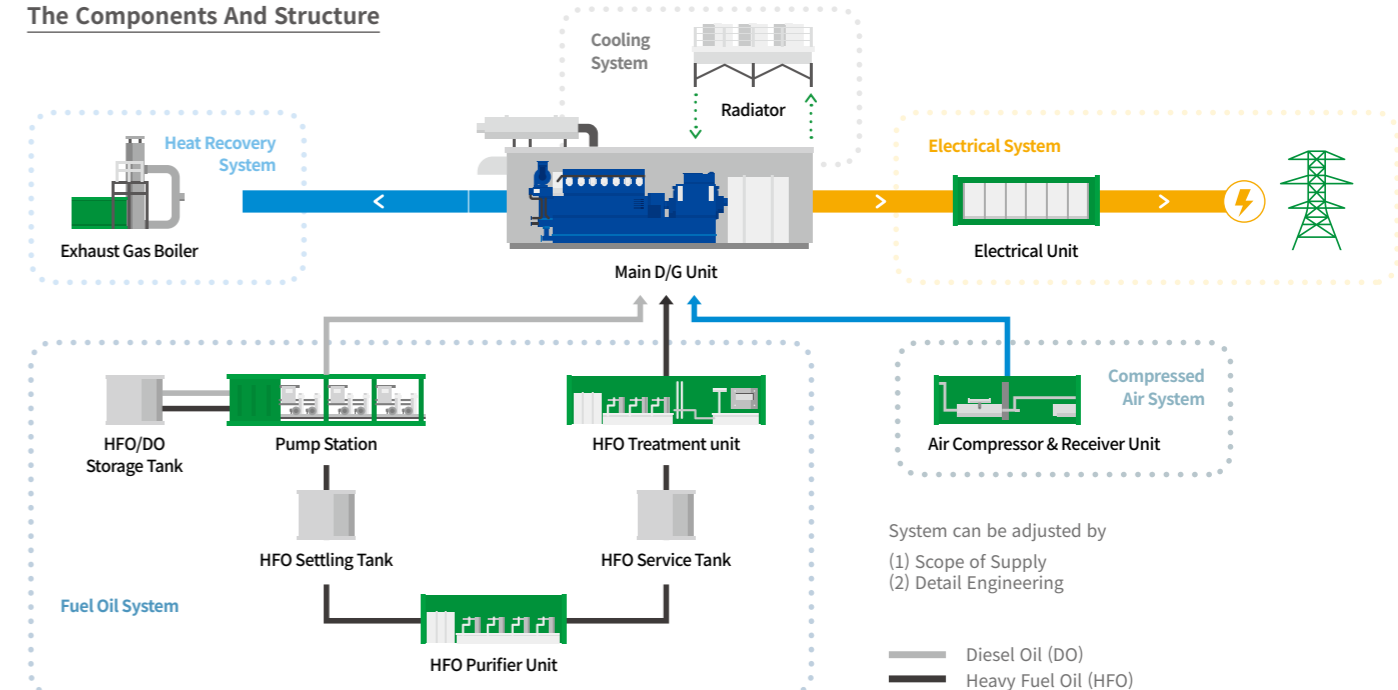 The Components And Structure
Cooling
System
Radiator
Heat Recovery
System
Exhaust Gas Boiler
Main D/G Unit
Electrical System
Electrical Unit
HFO/DO
Storage Tank
Pump Station
HFO Treatment unit
Compressed
Air System
Air Compressor & Receiver Unit
HFO Settling Tank
HFO Service Tank
Fuel Oil System
HFO Purifier Unit
System can be adjusted by
(1) Scope of Supply
(2) Detail Engineering
Diesel Oil (DO)
Heavy Fuel Oil (HFO)